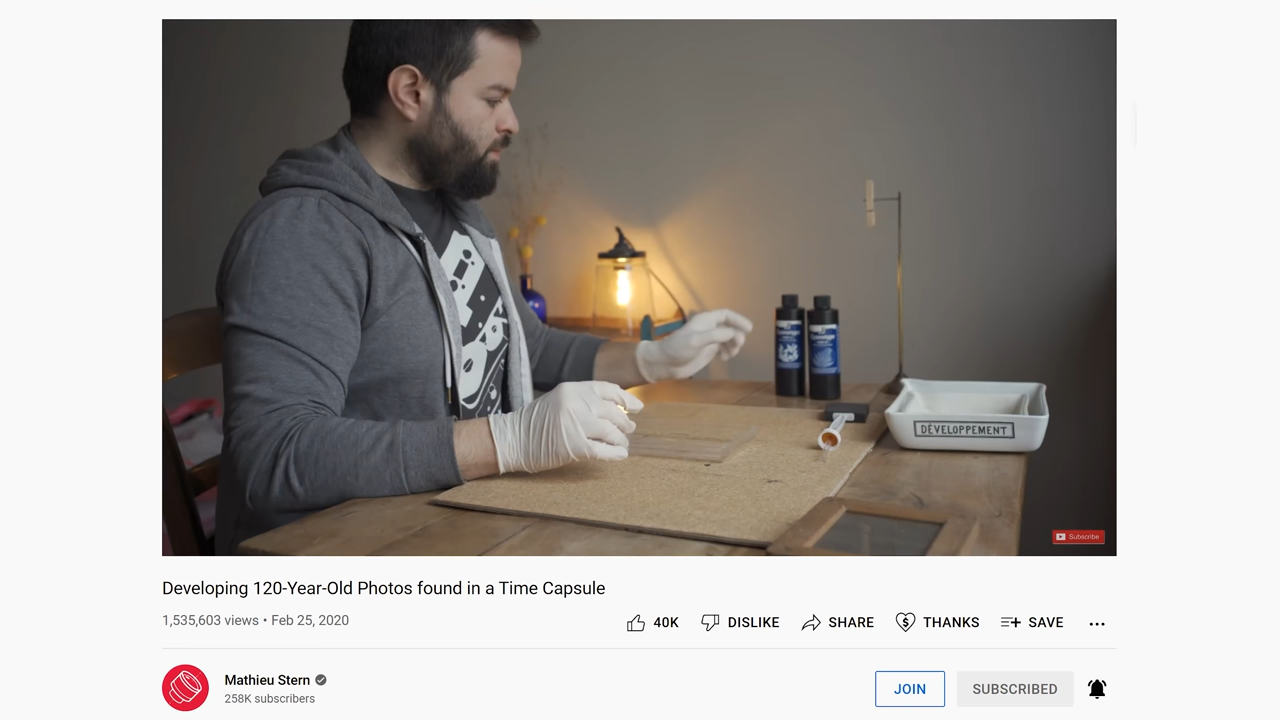 DÉVELOPPEMENT
Subscribe
Developing 120-Year-Old Photos found in a Time Capsule
1,535,603 views • Feb 25, 2020
40K DISLIKE SHARE THANKS SAVE ...
Mathieu Stern
258K subscribers
JOIN SUBSCRIBED